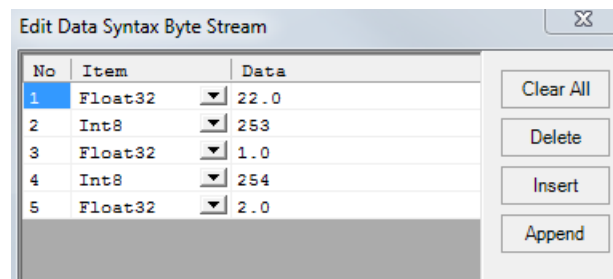 Edit Data Syntax Byte Stream
No Item Data
1 Float32 22.0
2 Int8 253
3 Float32 1.0
4 Int8 254
5 Float32 2.0
Clear All
Delete
Insert
Append